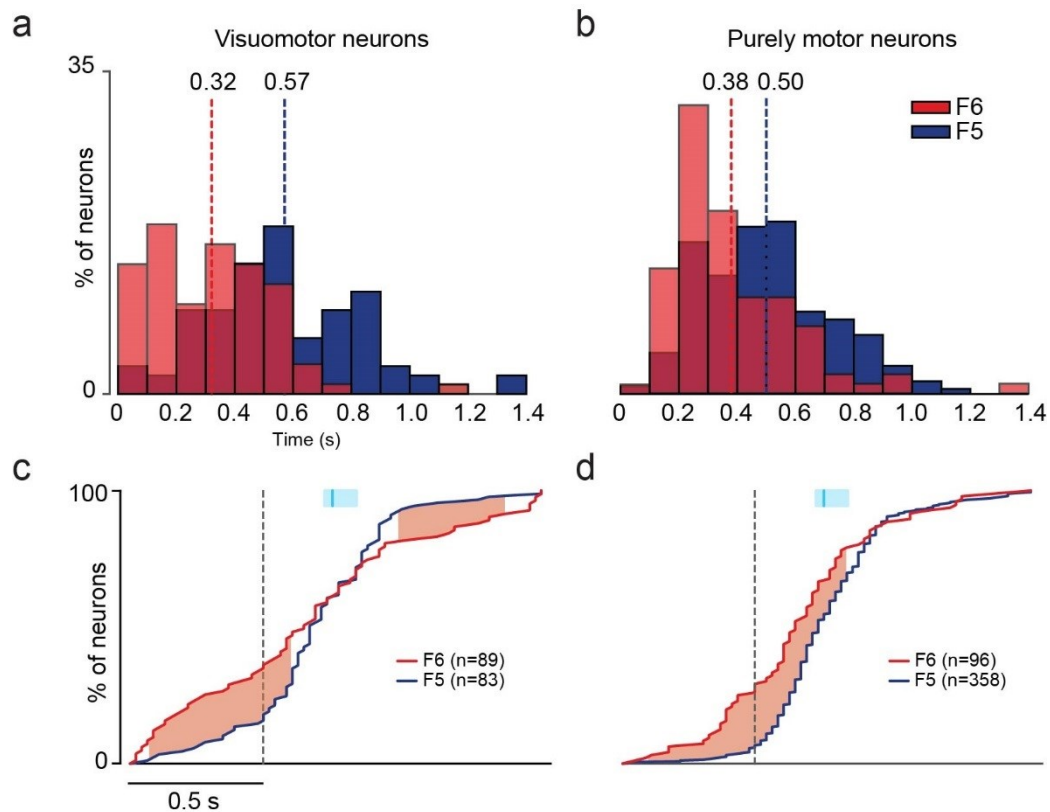 a
Visuomotor neurons
b
Purely motor neurons
35
0.32
0.57
0.38
0.50
F6
F5
% of neurons
0
0 0.2 0.4 0.6 0.8 1.0 1.2 1.4
Time (s)
0 0.2 0.4 0.6 0.8 1.0 1.2 1.4
c
d
100
% of neurons
F6 (n=89)
F5 (n=83)
F6 (n=96)
F5 (n=358)
0
0.5 s